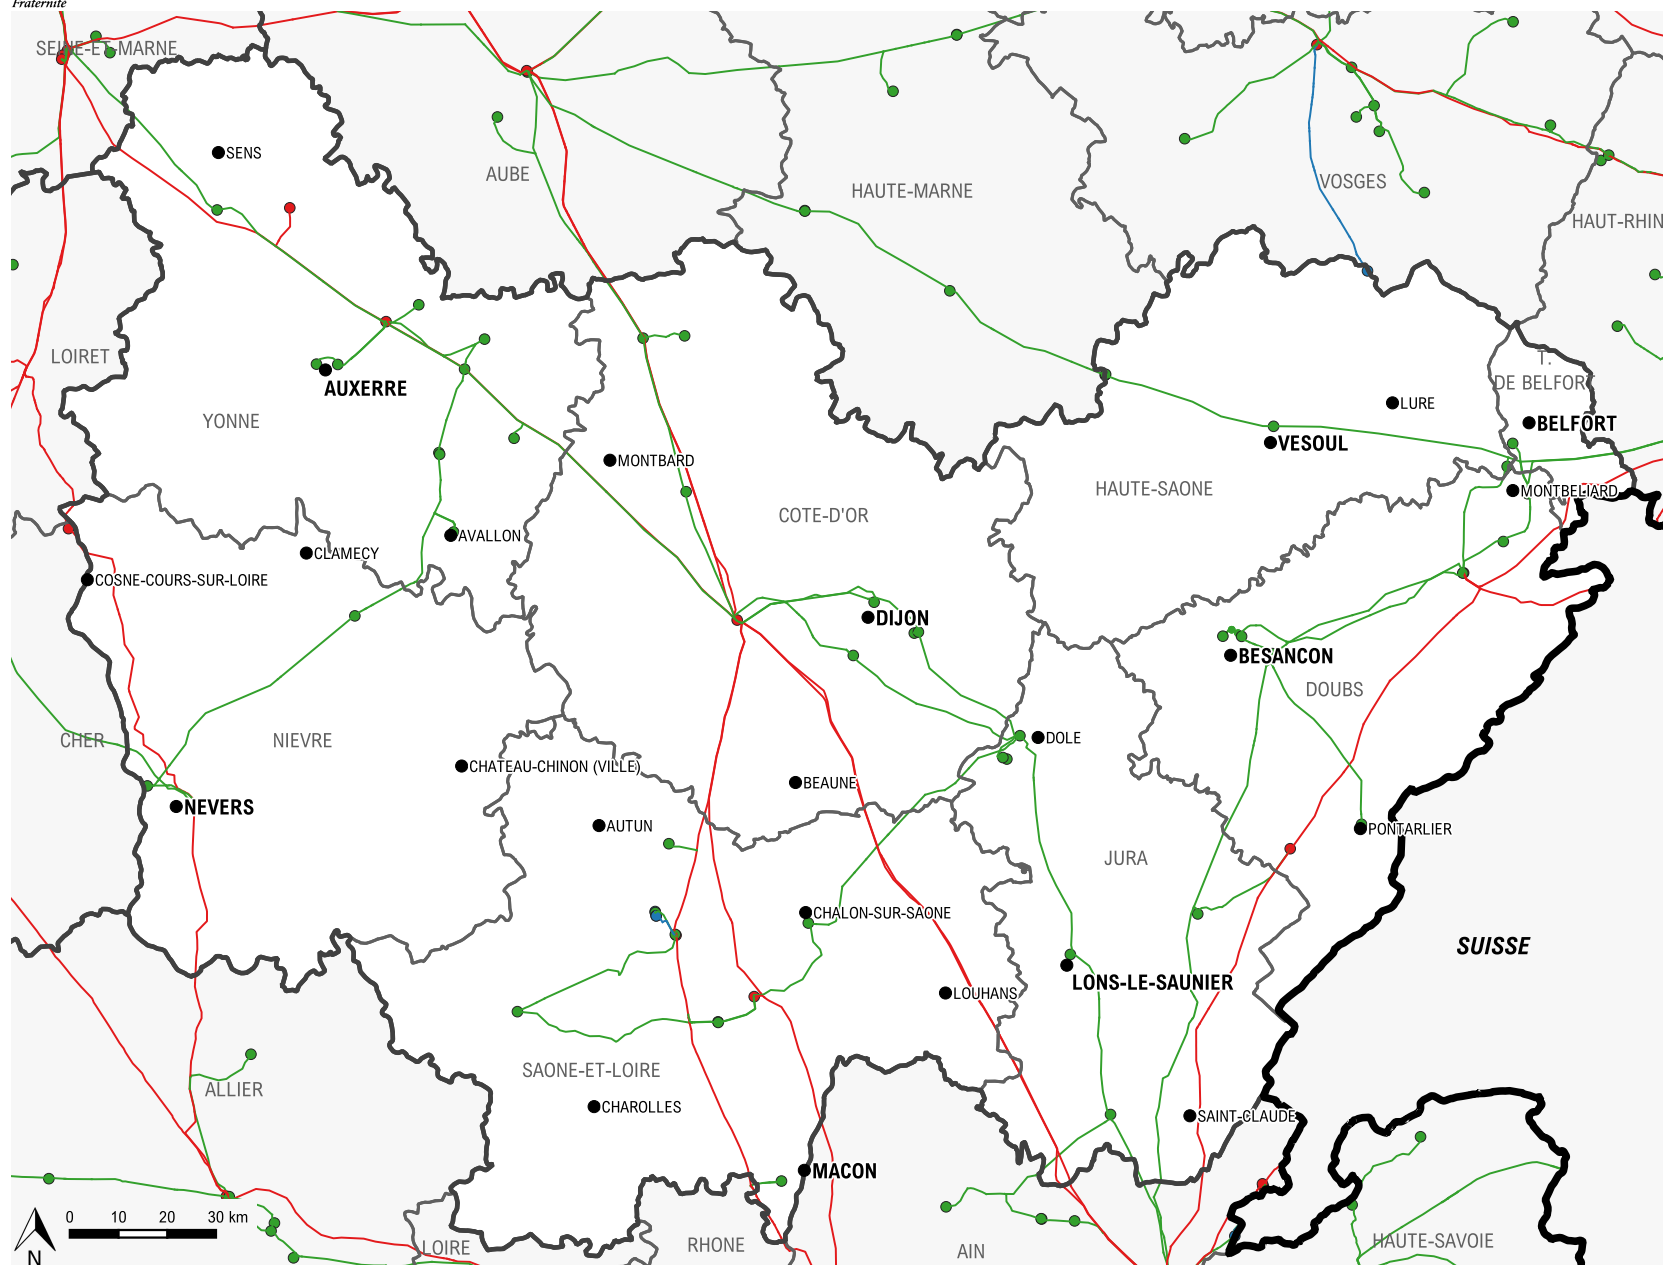 Fraternité
SEINE-ET-MARNE
SENS
AUBE
HAUTE-MARNE
VOSGES
HAUT-RHIN
LOIRET
T.
DE BELFORT
AUXERRE
YONNE
LURE
BELFORT
VESOUL
MONTBARD
HAUTE-SAONE
MONTBELIARD
COTE-D'OR
AVALLON
CLAMECY
COSNE-COURS-SUR-LOIRE
DIJON
BESANCON
DOUBS
CHER
NIEVRE
DOLE
CHATEAU-CHINON (VILLE)
BEAUNE
NEVERS
AUTUN
PONTARLIER
JURA
CHALON-SUR-SAONE
SUISSE
LONS-LE-SAUNIER
LOUHANS
SAONE-ET-LOIRE
ALLIER
CHAROLLES
SAINT-CLAUDE
MACON
0 10 20 30 km
N
LOIRE
RHONE
AIN
HAUTE-SAVOIE